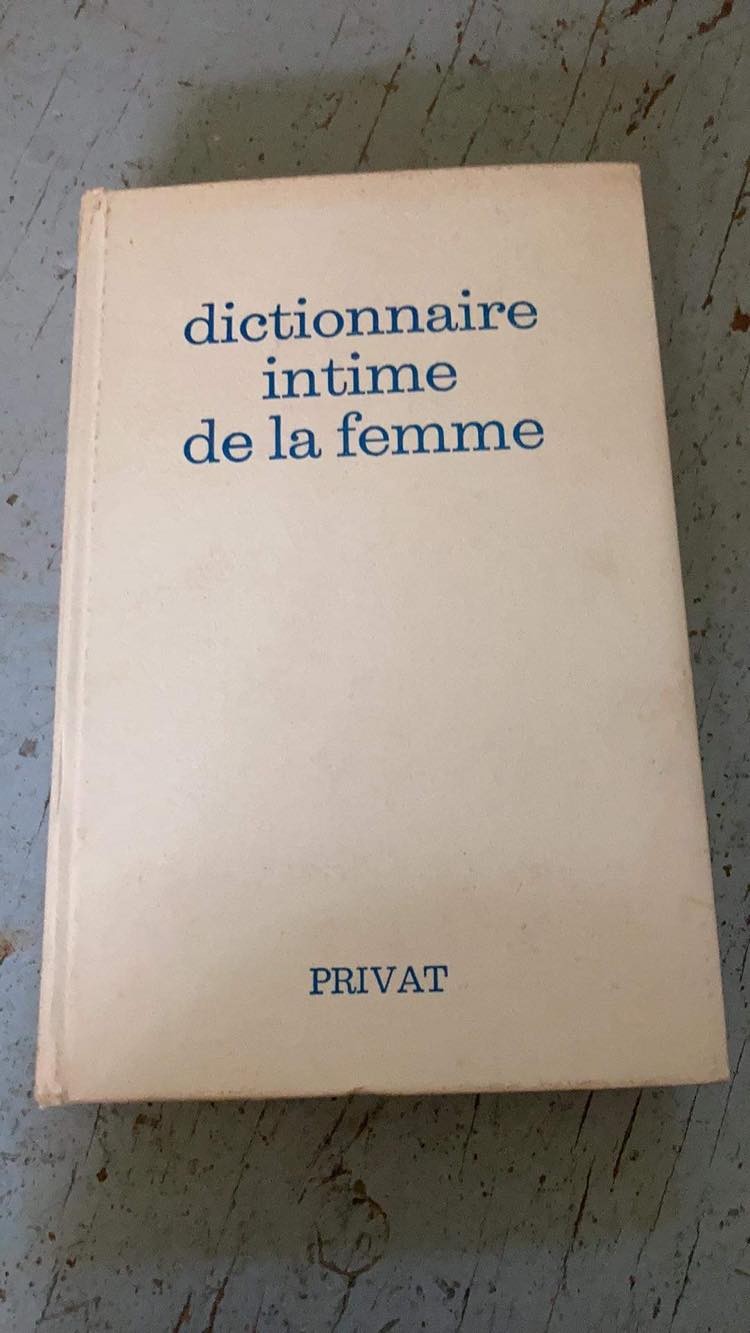 dictionnaire
intime
de la femme
PRIVAT